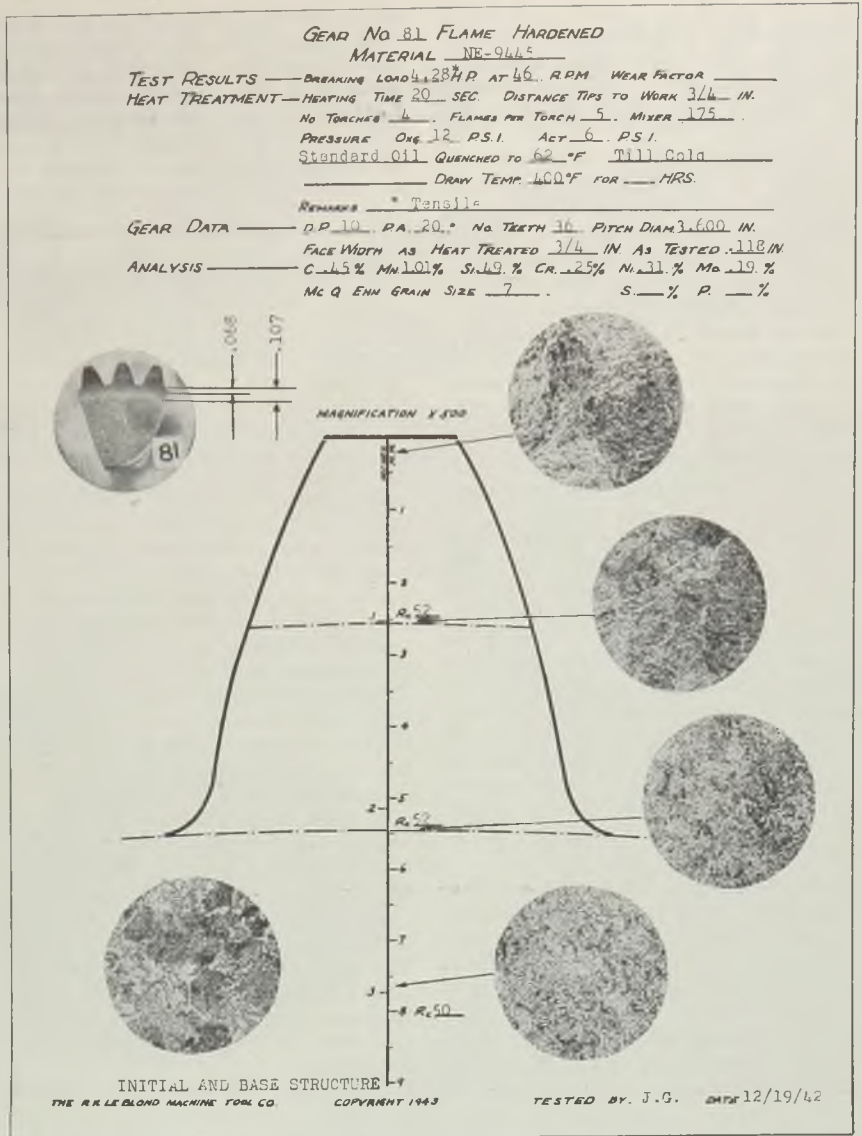 GEAR No 81 FLAME HARDENED
MATERIAL NE-9445
TEST RESULTS — BREAKING LOAD 4.28* H.P. AT 46 R.P.M WEAR FACTOR
HEAT TREATMENT — HEATING TIME 20 SEC. DISTANCE TIPS TO WORK 3/4 IN.
No TORCHES 4. FLAMES PER TORCH 5. MIXER 175.
PRESSURE OXG 12 P.S.I. ACT 6 P.S.I.
Standard Oil QUENCHED TO 62 °F Till Cold
DRAW TEMP. 400°F FOR HRS.
REMARKS * Tensile
GEAR DATA — D.P. 10 P.A. 20° No. TEETH 36 PITCH DIAM. 3.600 IN.
FACE WIDTH AS HEAT TREATED 3/4 IN AS TESTED .118 IN.
ANALYSIS — C .45% MN 1.01% SI .49.% CR. .25% NI .31.% MO .19.%
MC Q EHN GRAIN SIZE 7. S. % P. %
.068
.107
81
MAGNIFICATION X 500
1
2
.1 Rc 52
3
4
5
.2
Rc 52
6
7
.3
8 Rc 50
9
INITIAL AND BASE STRUCTURE
THE R.K. LE BLOND MACHINE TOOL CO. COPYRIGHT 1943 TESTED BY. J.G. DATE 12/19/42